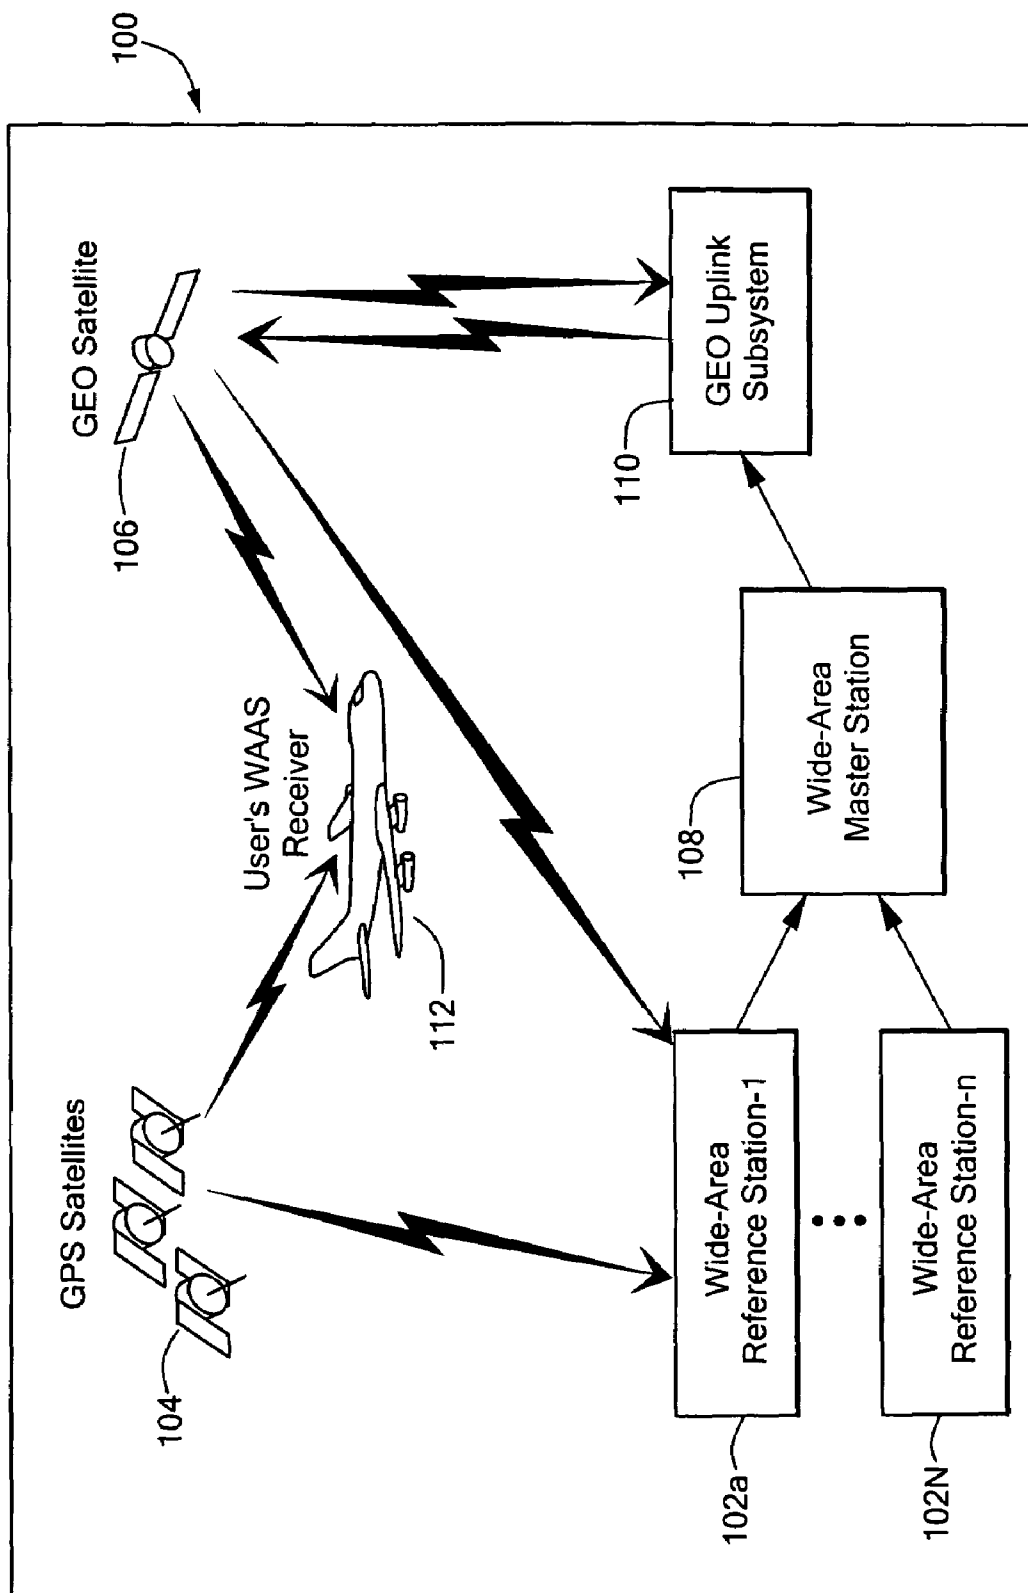 100
GPS Satellites
104
GEO Satellite
106
User's WAAS
Receiver
112
Wide-Area
Reference Station-1
102a
Wide-Area
Reference Station-n
102N
Wide-Area
Master Station
108
GEO Uplink
Subsystem
110